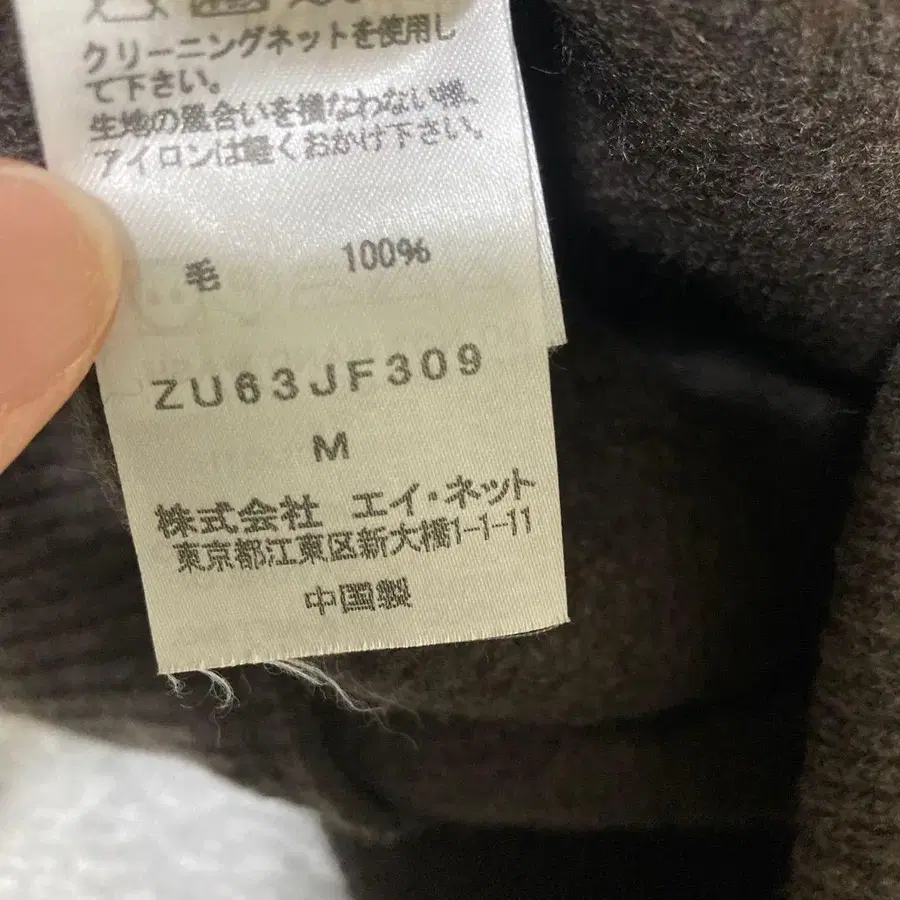 クリーニングネットを使用し
て下さい。
生地の風合いを損なわない様、
アイロンは軽くおかけ下さい。
毛 100%
ZU63JF309
M
株式会社 エイ・ネット
東京都江東区新大橋1-1-11
中国製